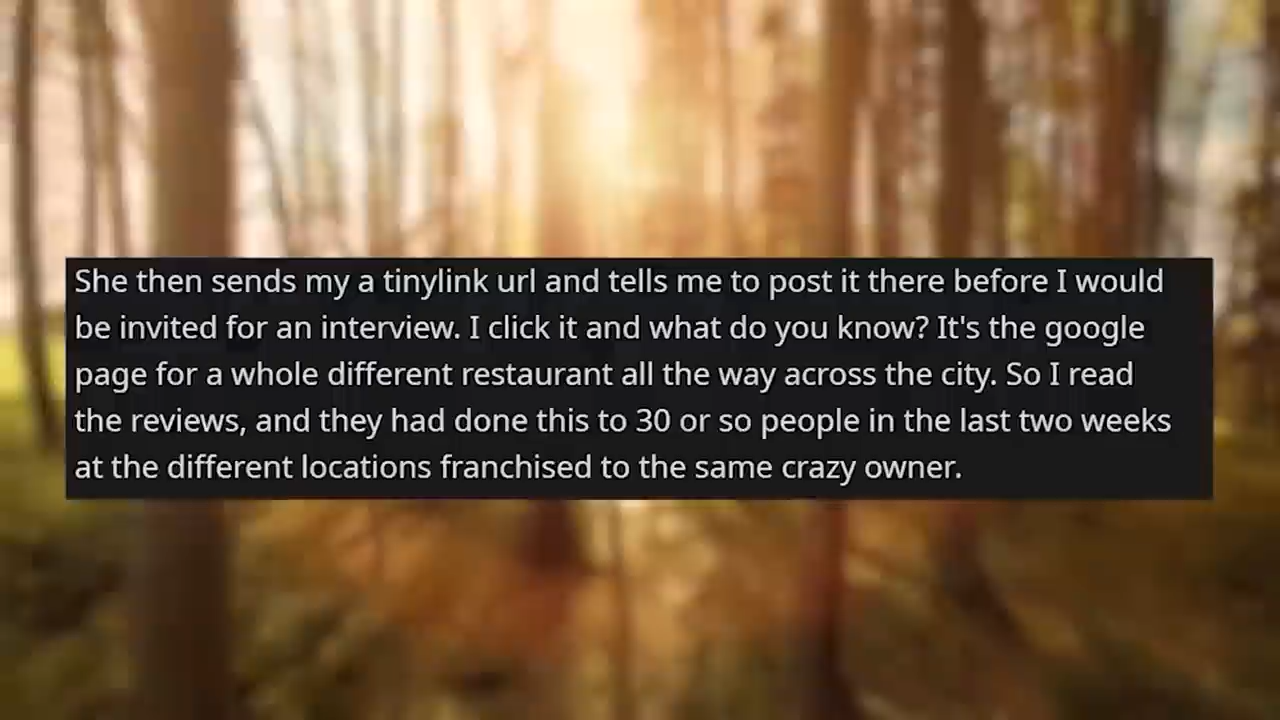 She then sends my a tinylink url and tells me to post it there before I would
be invited for an interview. I click it and what do you know? It's the google
page for a whole different restaurant all the way across the city. So I read
the reviews, and they had done this to 30 or so people in the last two weeks
at the different locations franchised to the same crazy owner.